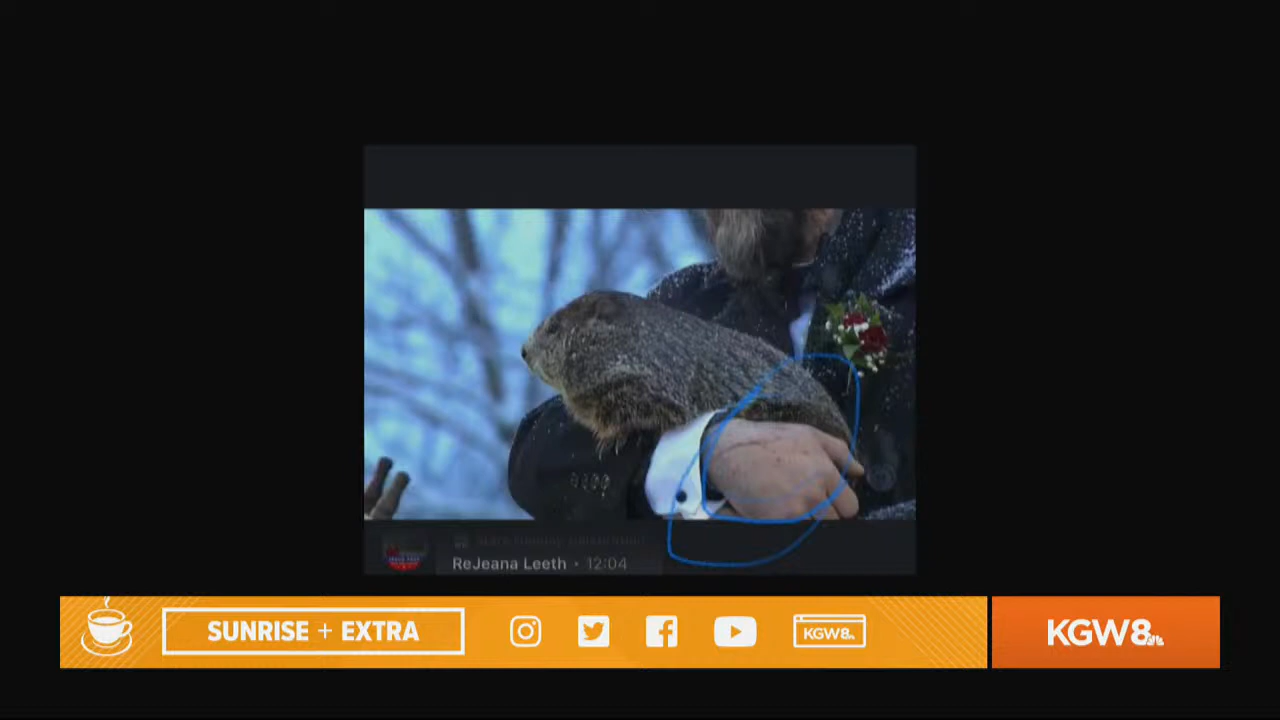 ReJeana Leeth • 12:04
SUNRISE + EXTRA
KGW8
KGW8